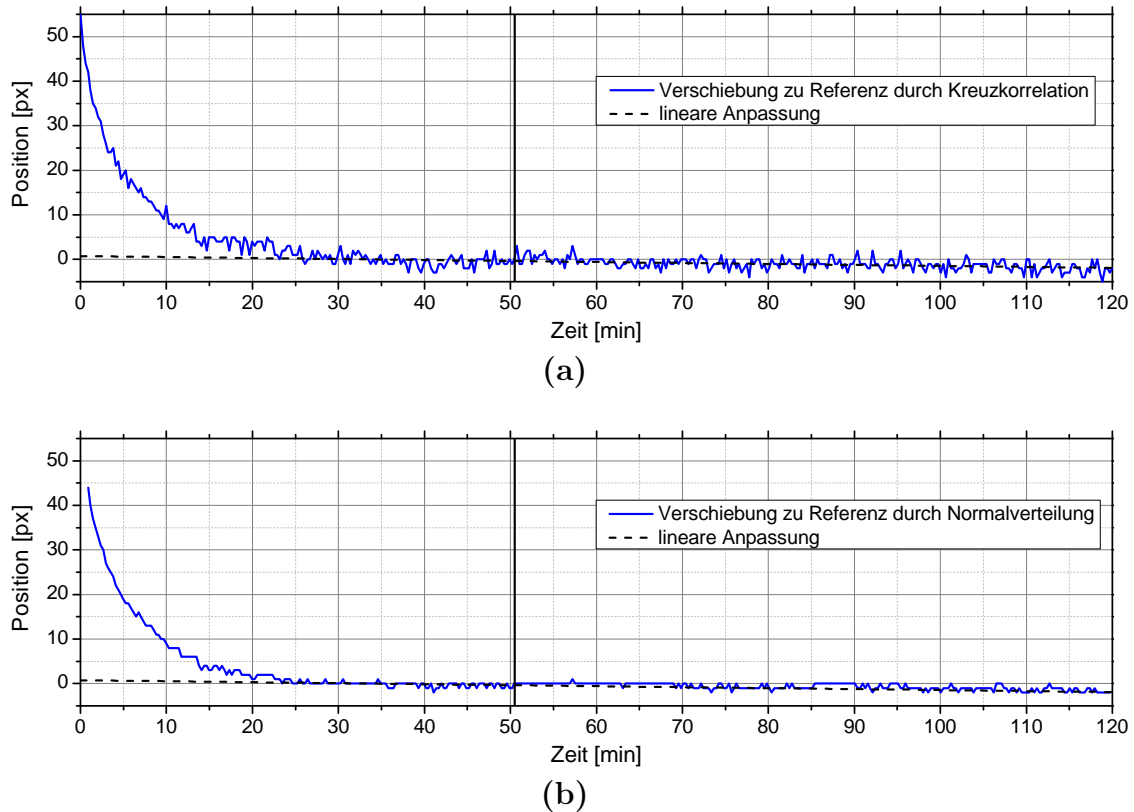 50
40
30
20
10
0
Position [px]
Verschiebung zu Referenz durch Kreuzkorrelation
lineare Anpassung
0 10 20 30 40 50 60 70 80 90 100 110 120
Zeit [min]
(a)
50
40
30
20
10
0
Position [px]
Verschiebung zu Referenz durch Normalverteilung
lineare Anpassung
0 10 20 30 40 50 60 70 80 90 100 110 120
Zeit [min]
(b)